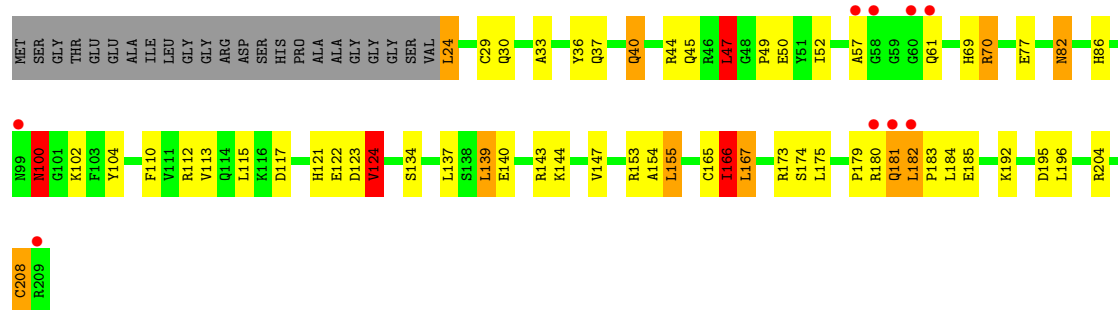 MET SER GLY THR GLU GLU ALA ILE LEU GLY GLY ARG ASP SER HIS PRO ALA ALA GLY GLY GLY SER VAL L24 C29 Q30 A33 Y36 Q37 Q40 R44 Q45 R46 L47 G48 P49 E50 Y51 I52 A57 G58 G59 G60 Q61 H69 R70 E77 N82 H86
N99 N100 G101 K102 F103 Y104 F110 V111 R112 V113 Q114 L115 K116 D117 H121 E122 D123 V124 S134 L137 S138 L139 E140 R143 K144 V147 R153 A154 L155 C165 I166 L167 R173 S174 L175 P179 R180 Q181 L182 P183 L184 E185 K192 D195 L196 R204
C208 R209